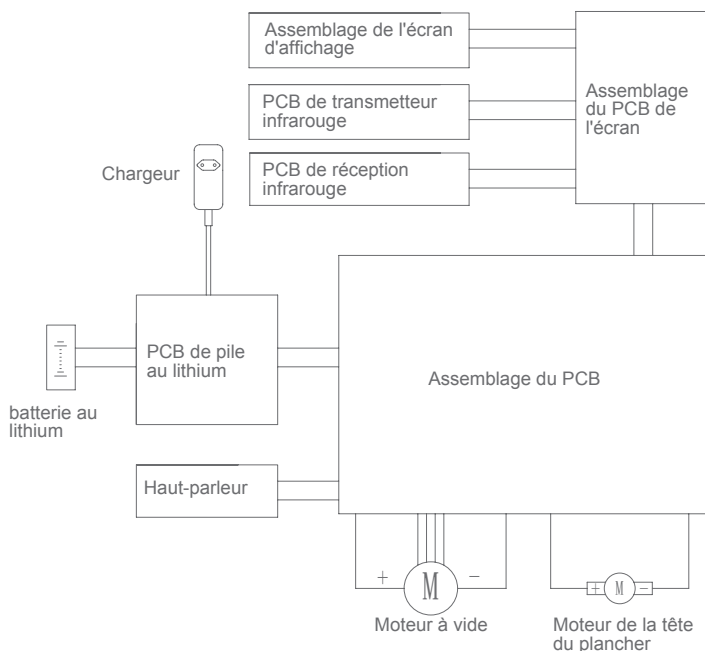 Assemblage de l'écran
d'affichage
PCB de transmetteur
infrarouge
PCB de réception
infrarouge
Assemblage
du PCB de
l'écran
Chargeur
PCB de pile
au lithium
batterie au
lithium
Assemblage du PCB
Haut-parleur
+ M -
Moteur à vide
+ M -
Moteur de la tête
du plancher